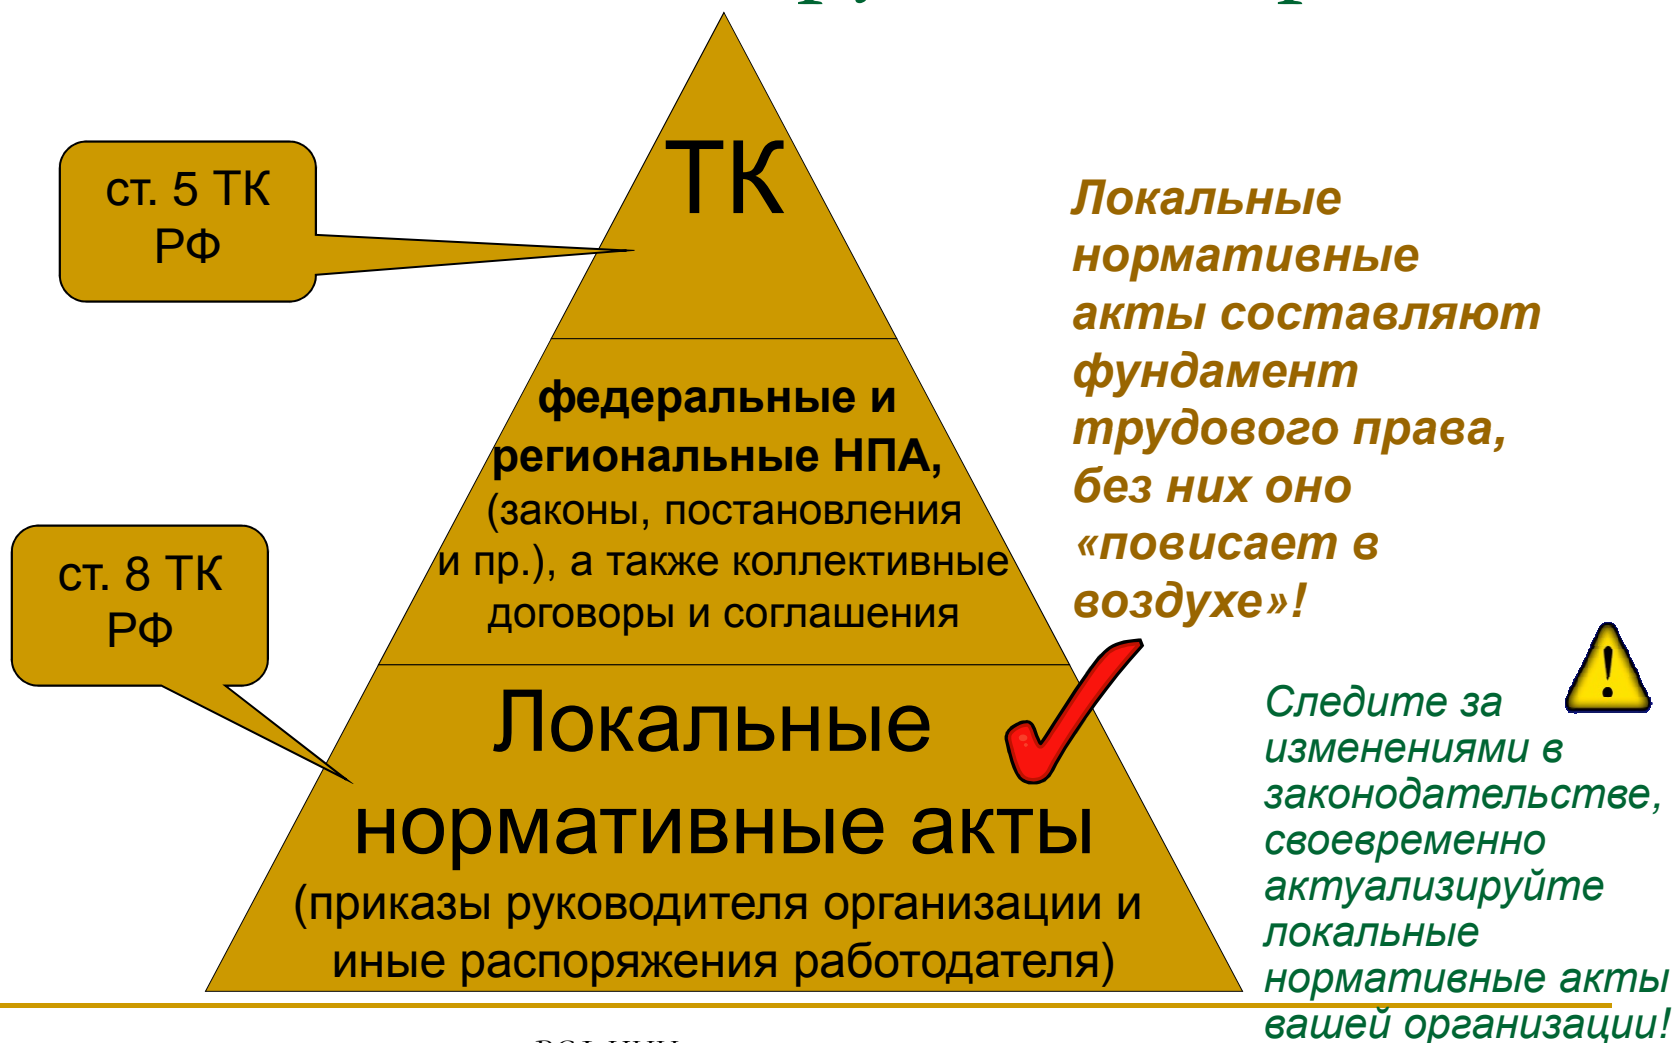 ст. 5 ТК
РФ
ТК
федеральные и
региональные НПА,
(законы, постановления
и пр.), а также коллективные
договоры и соглашения
ст. 8 ТК
РФ
Локальные
нормативные акты
(приказы руководителя организации и
иные распоряжения работодателя)
Локальные
нормативные
акты составляют
фундамент
трудового права,
без них оно
«повисает в
воздухе»!
Следите за
изменениями в
законодательстве,
своевременно
актуализируйте
локальные
нормативные акты
вашей организации!